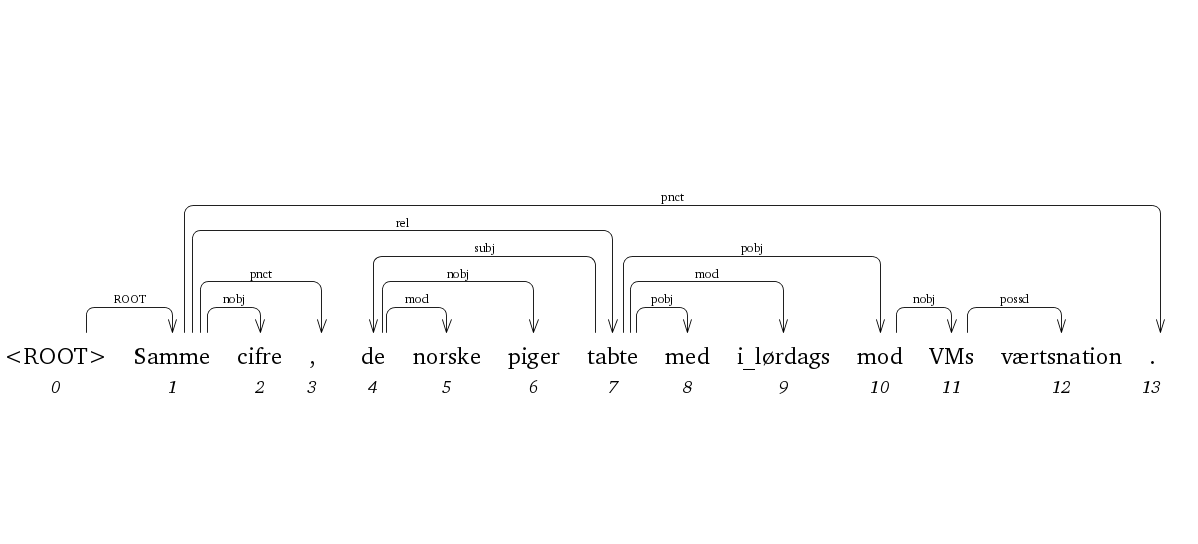 pnct
rel
subj pobj
pnct nobj mod
ROOT nobj mod pobj nobj possd
<ROOT> Samme cifre , de norske piger tabte med i_lørdags mod VMs værtsnation .
0 1 2 3 4 5 6 7 8 9 10 11 12 13